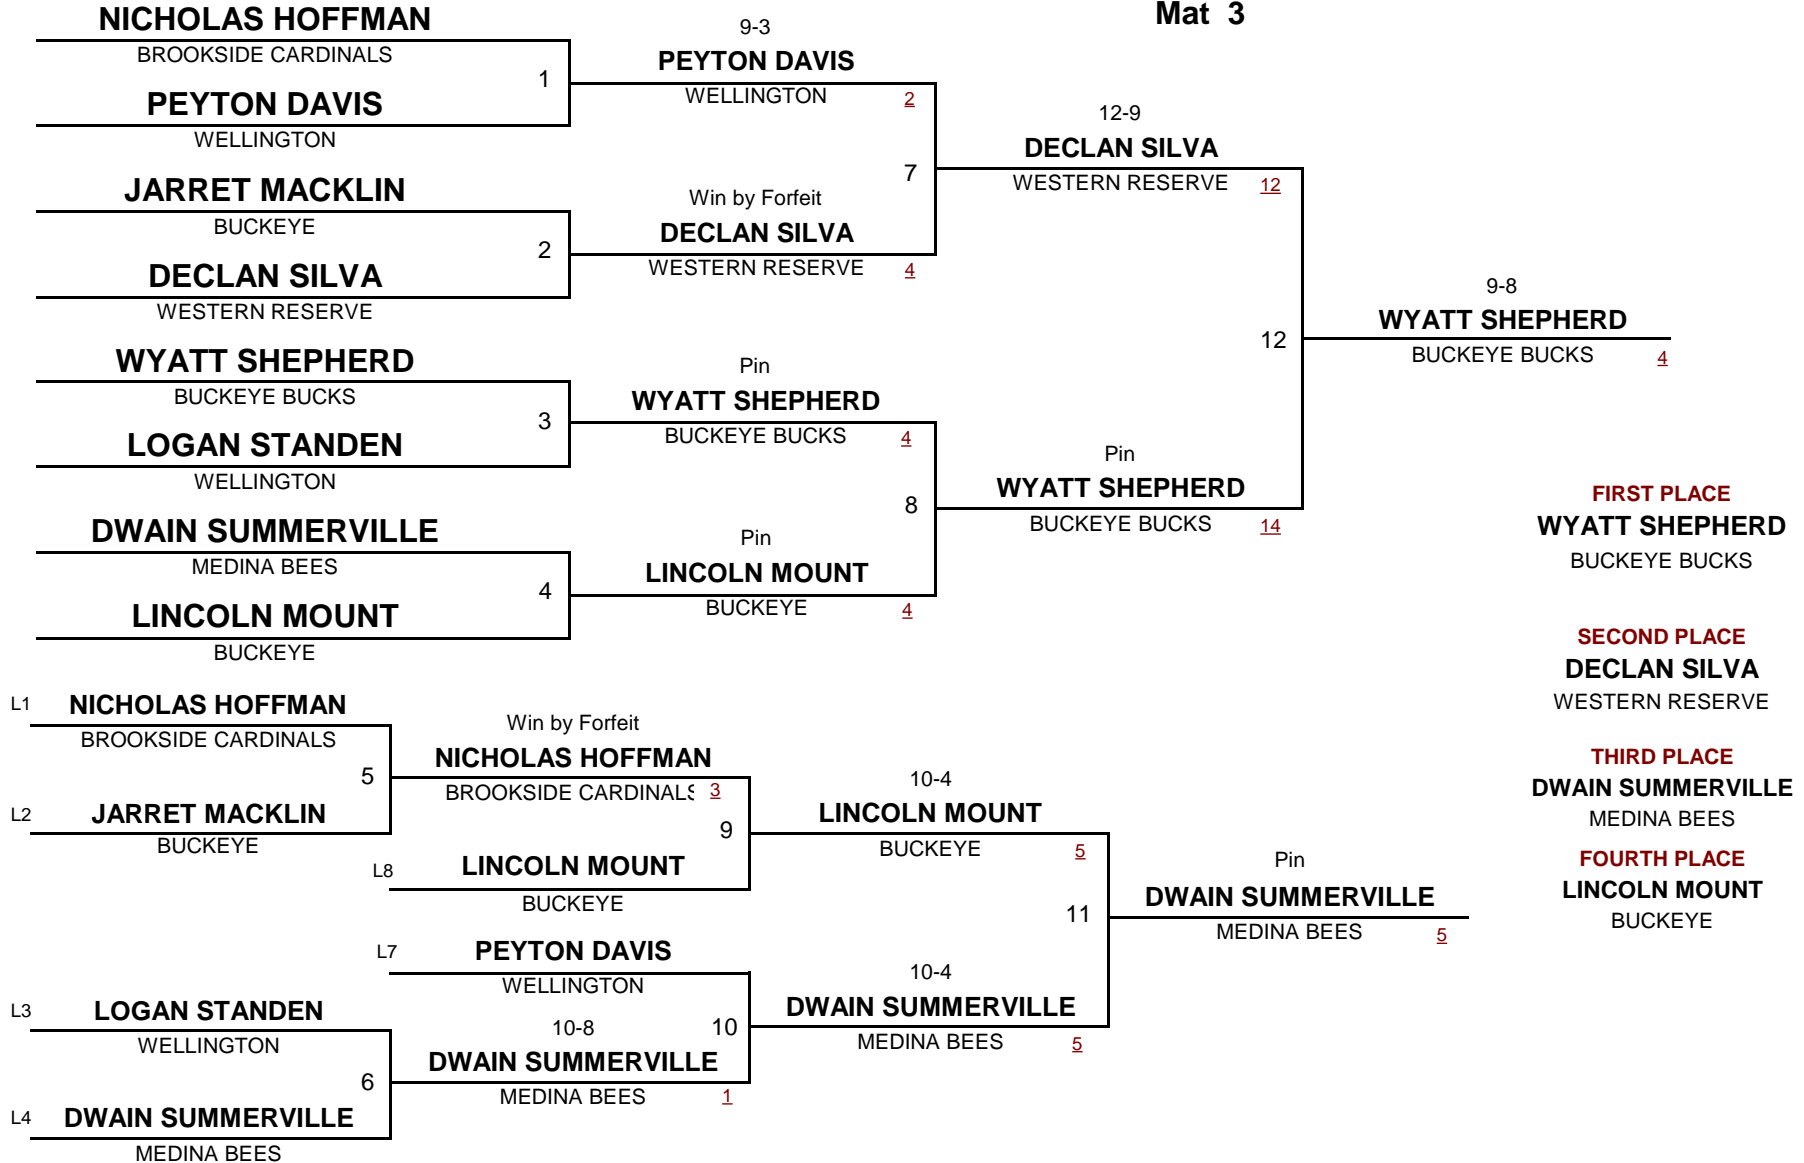 Mat 3
NICHOLAS HOFFMAN
BROOKSIDE CARDINALS
1
PEYTON DAVIS
WELLINGTON
JARRET MACKLIN
BUCKEYE
2
DECLAN SILVA
WESTERN RESERVE
WYATT SHEPHERD
BUCKEYE BUCKS
3
LOGAN STANDEN
WELLINGTON
DWAIN SUMMERVILLE
MEDINA BEES
4
LINCOLN MOUNT
BUCKEYE
9-3
PEYTON DAVIS
WELLINGTON 2
7
Win by Forfeit
DECLAN SILVA
WESTERN RESERVE 4
Pin
WYATT SHEPHERD
BUCKEYE BUCKS 4
8
Pin
LINCOLN MOUNT
BUCKEYE 4
12-9
DECLAN SILVA
WESTERN RESERVE 12
12
Pin
WYATT SHEPHERD
BUCKEYE BUCKS 14
9-8
WYATT SHEPHERD
BUCKEYE BUCKS 4
FIRST PLACE
WYATT SHEPHERD
BUCKEYE BUCKS
SECOND PLACE
DECLAN SILVA
WESTERN RESERVE
THIRD PLACE
DWAIN SUMMERVILLE
MEDINA BEES
FOURTH PLACE
LINCOLN MOUNT
BUCKEYE
L1 NICHOLAS HOFFMAN
BROOKSIDE CARDINALS
5
L2 JARRET MACKLIN
BUCKEYE
Win by Forfeit
NICHOLAS HOFFMAN
BROOKSIDE CARDINALS 3
9
L8 LINCOLN MOUNT
BUCKEYE
L7 PEYTON DAVIS
WELLINGTON
L3 LOGAN STANDEN
WELLINGTON
6
L4 DWAIN SUMMERVILLE
MEDINA BEES
10-8 10
DWAIN SUMMERVILLE
MEDINA BEES 1
10-4
LINCOLN MOUNT
BUCKEYE 5
11
10-4
DWAIN SUMMERVILLE
MEDINA BEES 5
Pin
DWAIN SUMMERVILLE
MEDINA BEES 5